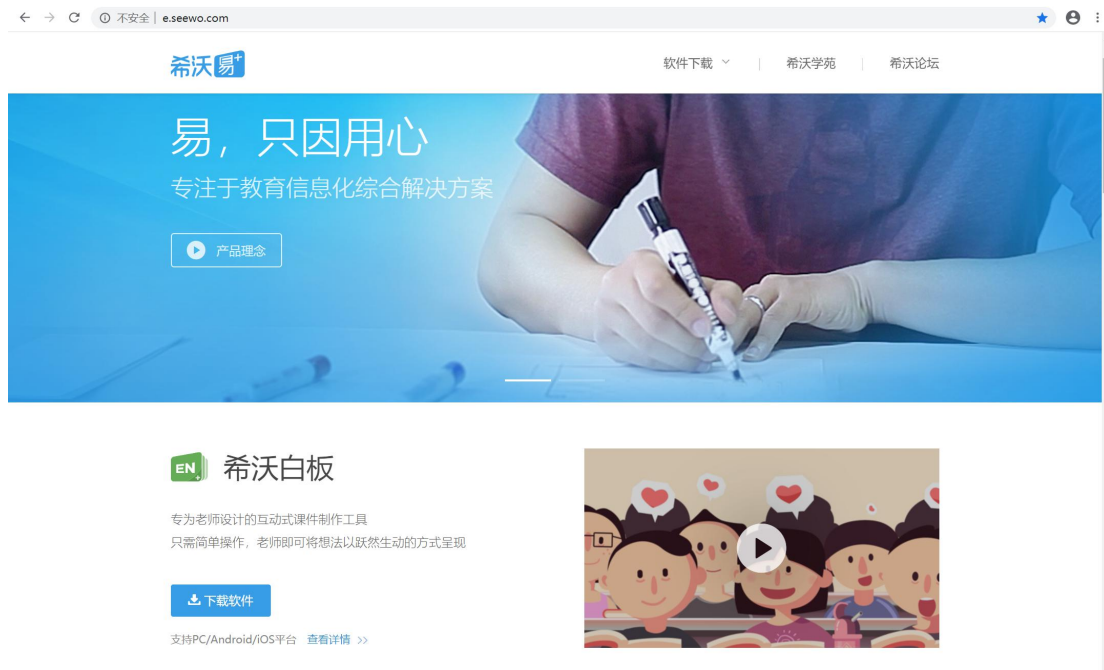 不安全 | e.seewo.com
希沃易+
软件下载 | 希沃学苑 | 希沃论坛
易，只因用心
专注于教育信息化综合解决方案
产品理念
EN 希沃白板
专为老师设计的互动式课件制作工具
只需简单操作，老师即可将想法以跃然生动的方式呈现
下载软件
支持PC/Android/iOS平台 查看详情 >>